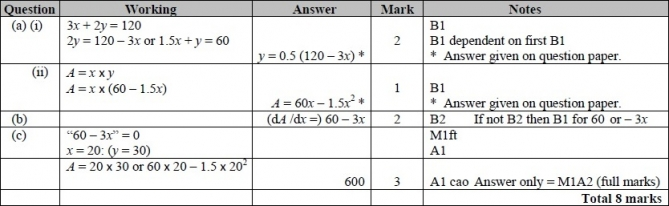 Question Working Answer Mark Notes
(a) (i) 3x + 2y = 120 B1
2y = 120 – 3x or 1.5x + y = 60 2 B1 dependent on first B1
y = 0.5 (120 – 3x) * * Answer given on question paper.
(ii) A = x x y
A = x x (60 – 1.5x) 1 B1
A = 60x – 1.5x² * * Answer given on question paper.
(b) (dA /dx =) 60 – 3x 2 B2 If not B2 then B1 for 60 or – 3x
(c) “60 – 3x” = 0 M1ft
x = 20: (y = 30) A1
A = 20 x 30 or 60 x 20 – 1.5 x 20²
600 3 A1 cao Answer only = M1A2 (full marks)
Total 8 marks